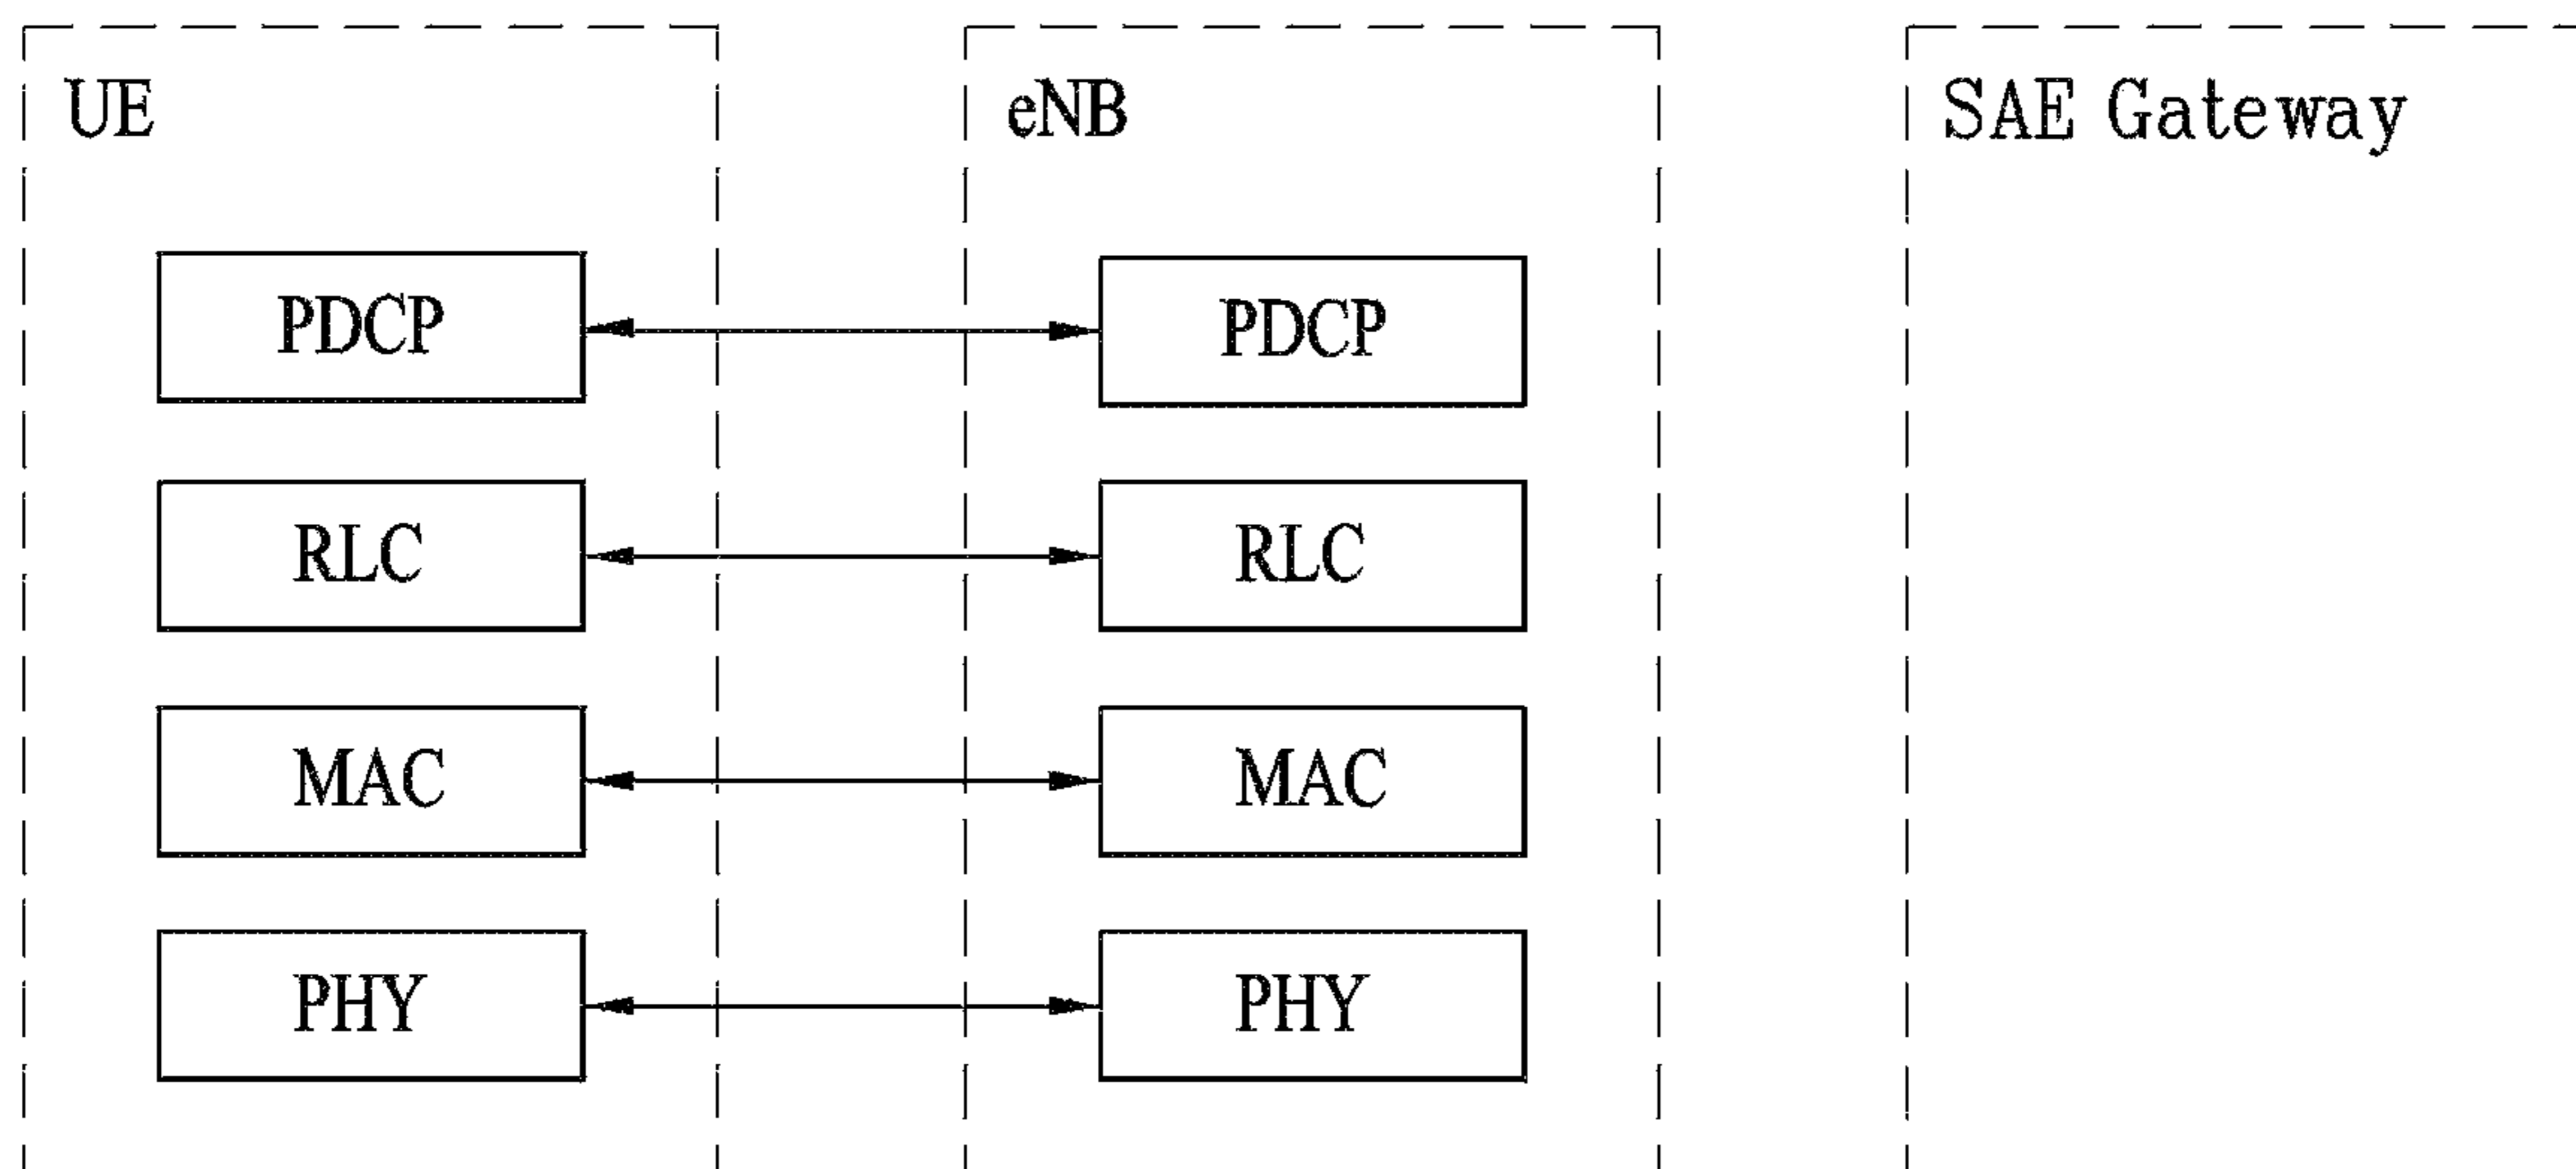 UE
eNB
SAE Gateway
PDCP
PDCP
RLC
RLC
MAC
MAC
PHY
PHY